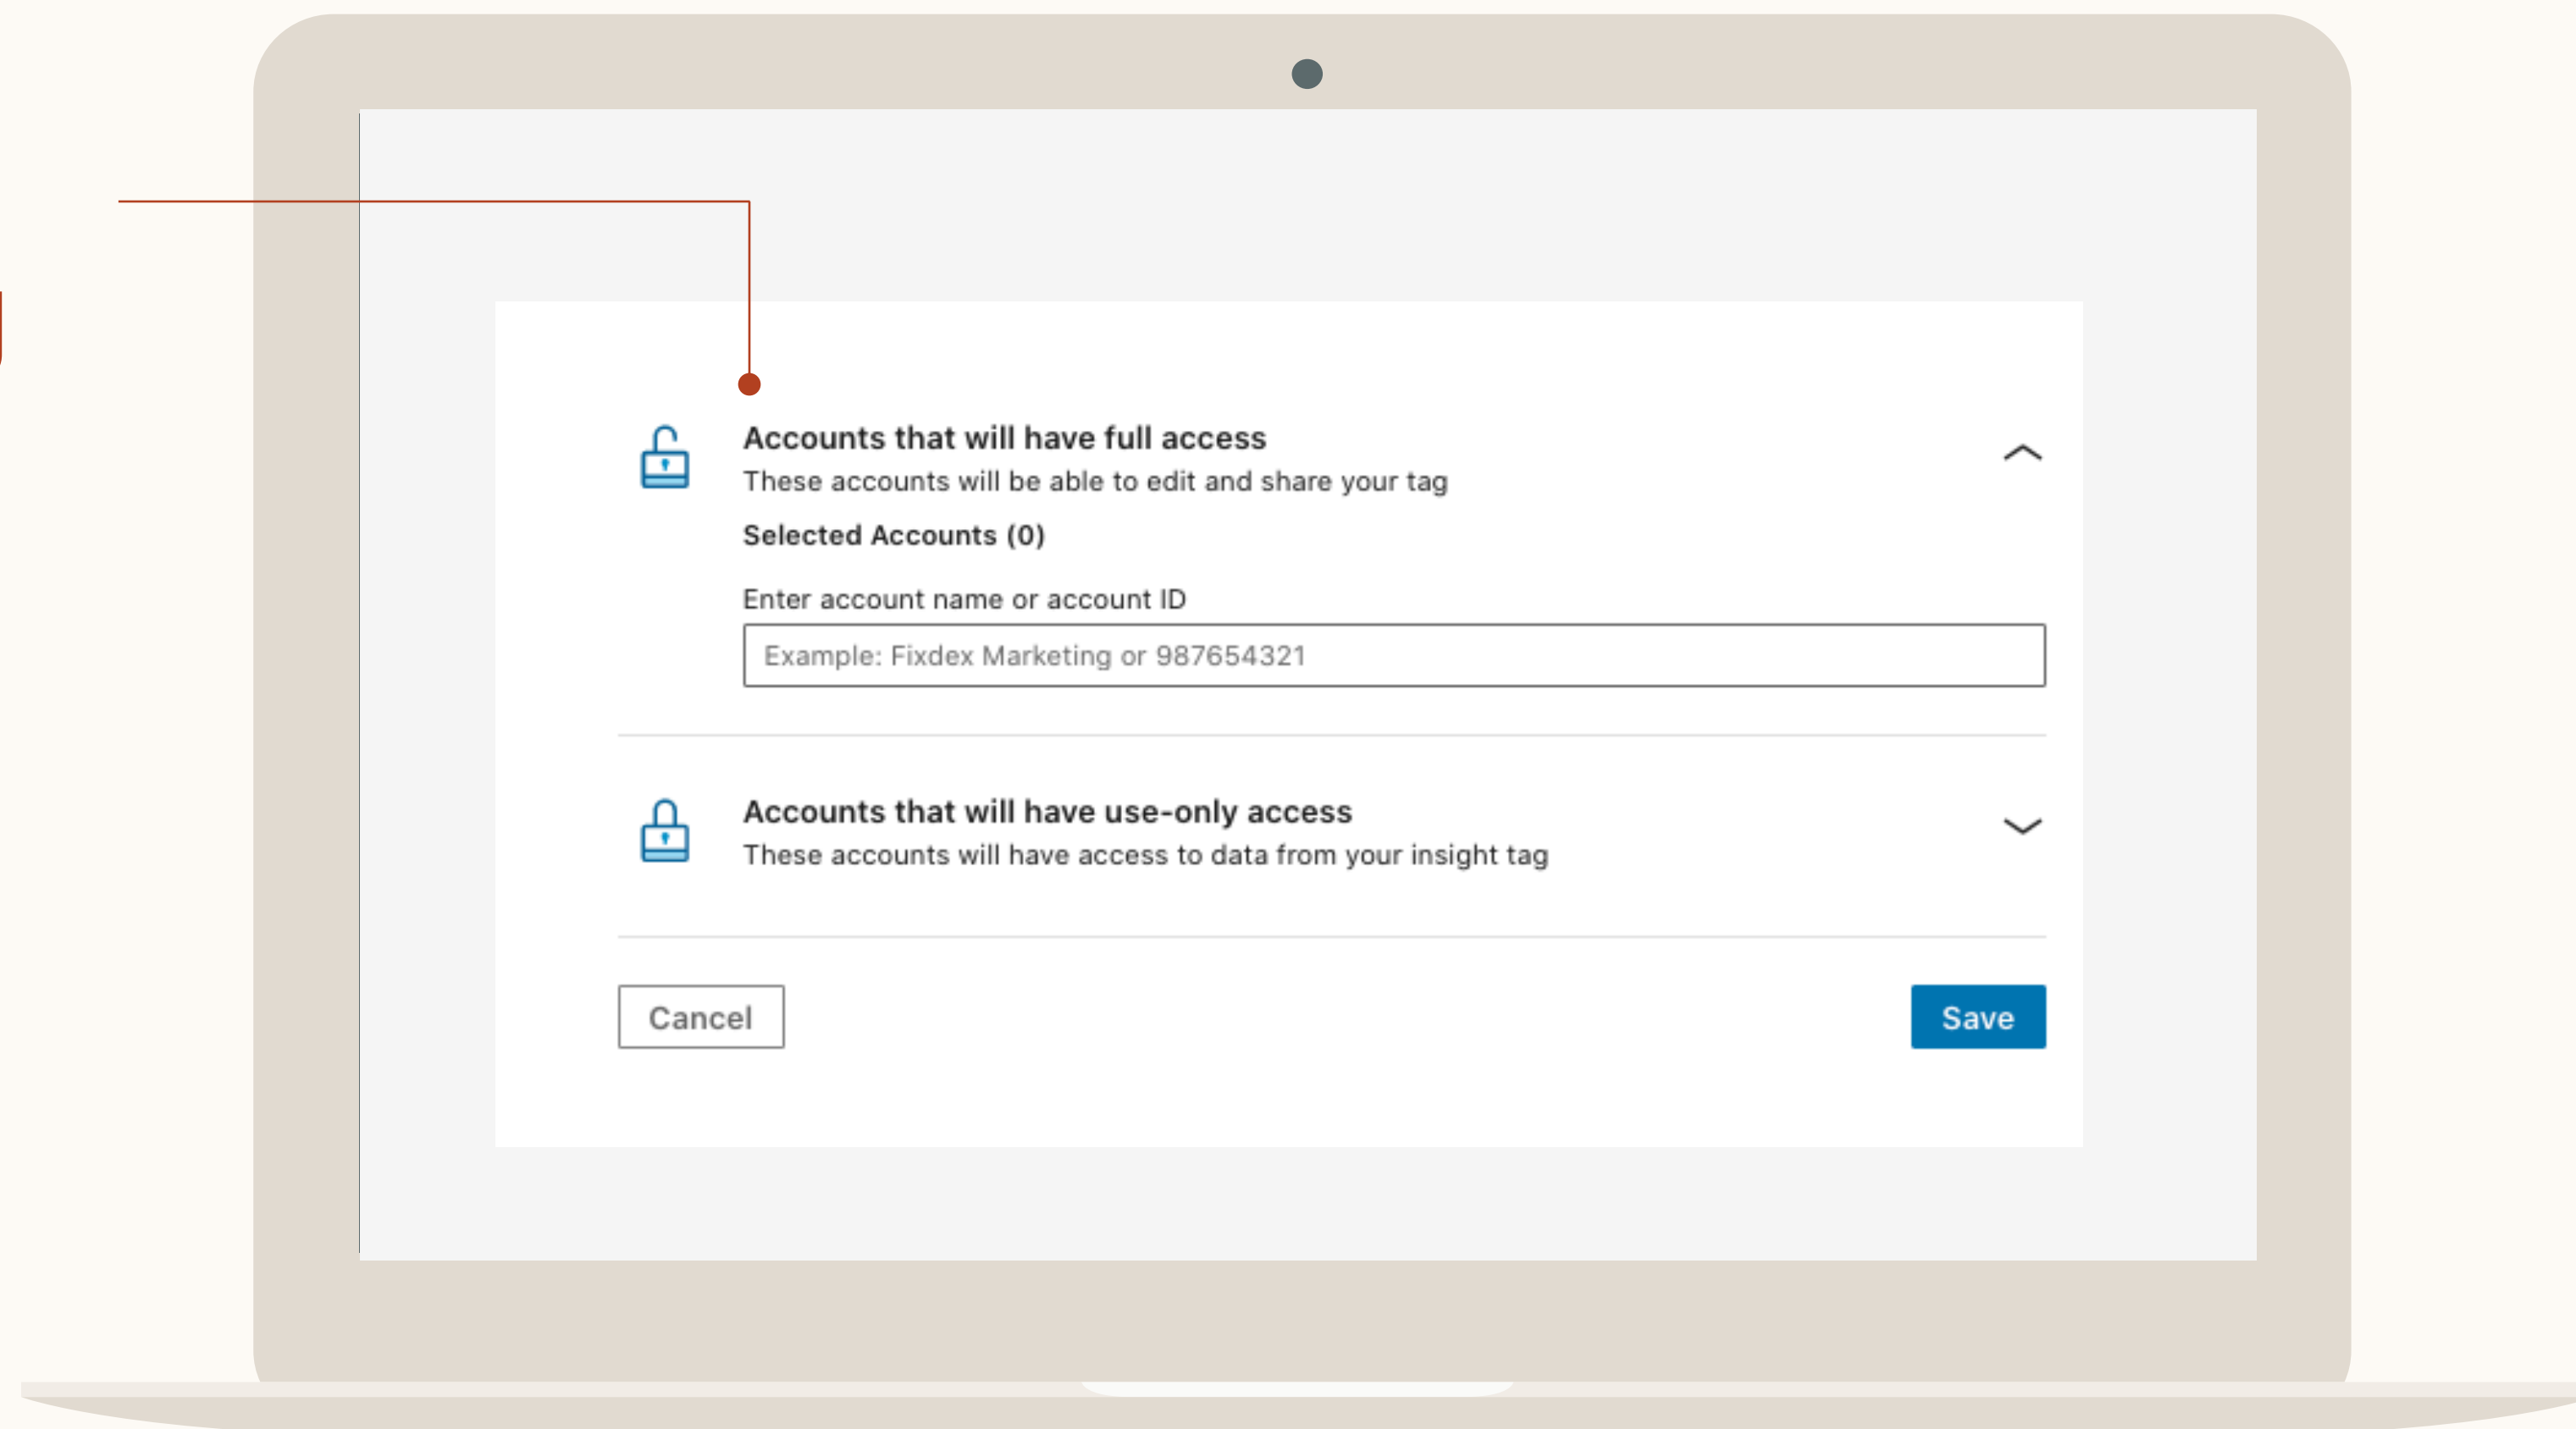 Accounts that will have full access
These accounts will be able to edit and share your tag
Selected Accounts (0)
Enter account name or account ID
Example: Fixdex Marketing or 987654321
Accounts that will have use-only access
These accounts will have access to data from your insight tag
Cancel
Save